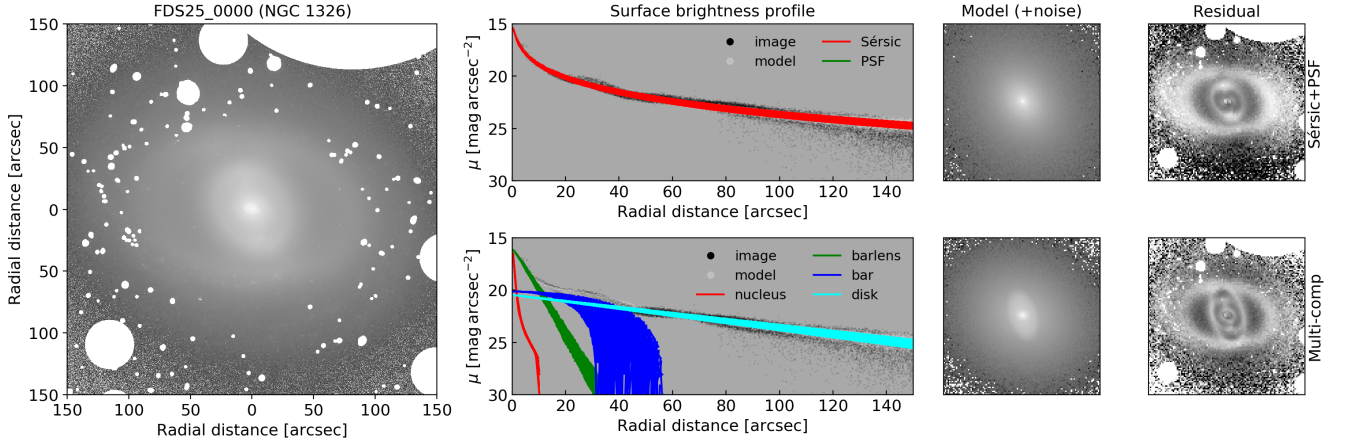 FDS25_0000 (NGC 1326)
150
100
50
0
50
100
150
Radial distance [arcsec]
150 100 50 0 50 100 150
Radial distance [arcsec]
Surface brightness profile
15
20
25
30
μ [mag arcsec⁻²]
image Sérsic
model PSF
0 20 40 60 80 100 120 140
Radial distance [arcsec]
Model (+noise)
Residual
Sérsic+PSF
15
20
25
30
μ [mag arcsec⁻²]
image barlens
model bar
nucleus disk
0 20 40 60 80 100 120 140
Radial distance [arcsec]
Multi-comp